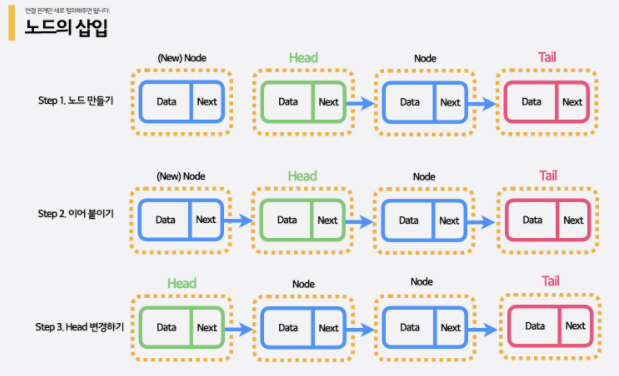 연결 관계만 새로 정의해주면 됩니다.
노드의 삽입
(New) Node Head Node Tail
Step 1. 노드 만들기 Data Next Data Next Data Next Data Next
(New) Node Head Node Tail
Step 2. 이어 붙이기 Data Next Data Next Data Next Data Next
Head Node Node Tail
Step 3. Head 변경하기 Data Next Data Next Data Next Data Next